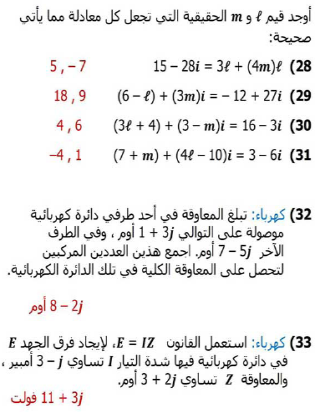 أوجد قيم ℓ و m الحقيقية التي تجعل كل معادلة مما يأتي
صحيحة:
28) 15 − 28i = 3ℓ + (4m)ℓ 5 , −7
29) (6 − ℓ) + (3m)i = −12 + 27i 18 , 9
30) (3ℓ + 4) + (3 − m)i = 16 − 3i 4 , 6
31) (7 + m) + (4ℓ − 10)i = 3 − 6i −4 , 1
32) كهرباء: تبلغ المعاوقة في أحد طرفي دائرة كهربائية
موصولة على التوالي 1 + 3j أوم ، وفي الطرف
الآخر 7 − 5j أوم. اجمع هذين العددين المركبين
لتحصل على المعاوقة الكلية في تلك الدائرة الكهربائية.
8 − 2j أوم
33) كهرباء: استعمل القانون E = IZ، لإيجاد فرق الجهد E
في دائرة كهربائية فيها شدة التيار I تساوي 3 − j أمبير ،
والمعاوقة Z تساوي 3 + 2j أوم.
11 + 3j فولت